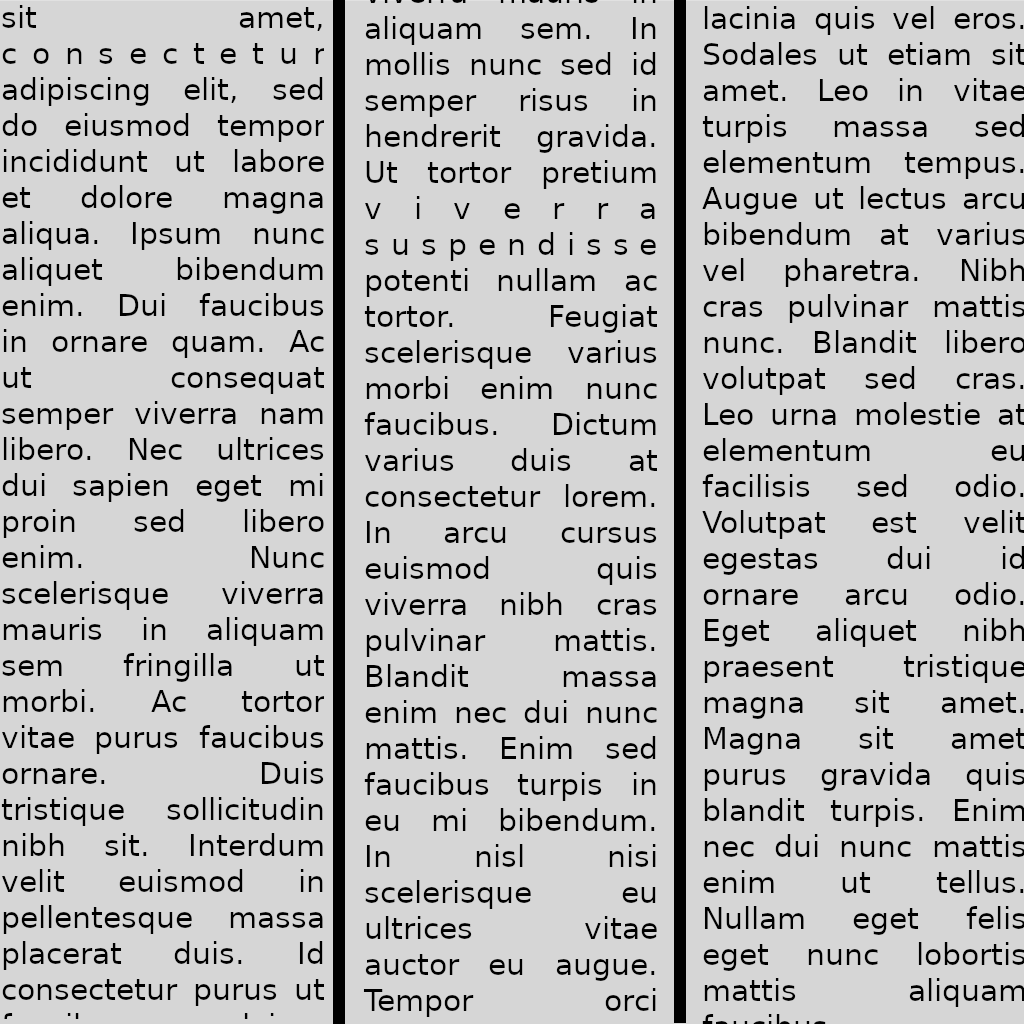 sit amet,
consectetur
adipiscing elit, sed
do eiusmod tempor
incididunt ut labore
et dolore magna
aliqua. Ipsum nunc
aliquet bibendum
enim. Dui faucibus
in ornare quam. Ac
ut consequat
semper viverra nam
libero. Nec ultrices
dui sapien eget mi
proin sed libero
enim. Nunc
scelerisque viverra
mauris in aliquam
sem fringilla ut
morbi. Ac tortor
vitae purus faucibus
ornare. Duis
tristique sollicitudin
nibh sit. Interdum
velit euismod in
pellentesque massa
placerat duis. Id
consectetur purus ut
viverra mauris in
aliquam sem. In
mollis nunc sed id
semper risus in
hendrerit gravida.
Ut tortor pretium
viverra
suspendisse
potenti nullam ac
tortor. Feugiat
scelerisque varius
morbi enim nunc
faucibus. Dictum
varius duis at
consectetur lorem.
In arcu cursus
euismod quis
viverra nibh cras
pulvinar mattis.
Blandit massa
enim nec dui nunc
mattis. Enim sed
faucibus turpis in
eu mi bibendum.
In nisl nisi
scelerisque eu
ultrices vitae
auctor eu augue.
Tempor orci
lacinia quis vel eros.
Sodales ut etiam sit
amet. Leo in vitae
turpis massa sed
elementum tempus.
Augue ut lectus arcu
bibendum at varius
vel pharetra. Nibh
cras pulvinar mattis
nunc. Blandit libero
volutpat sed cras.
Leo urna molestie at
elementum eu
facilisis sed odio.
Volutpat est velit
egestas dui id
ornare arcu odio.
Eget aliquet nibh
praesent tristique
magna sit amet.
Magna sit amet
purus gravida quis
blandit turpis. Enim
nec dui nunc mattis
enim ut tellus.
Nullam eget felis
eget nunc lobortis
mattis aliquam
faucibus